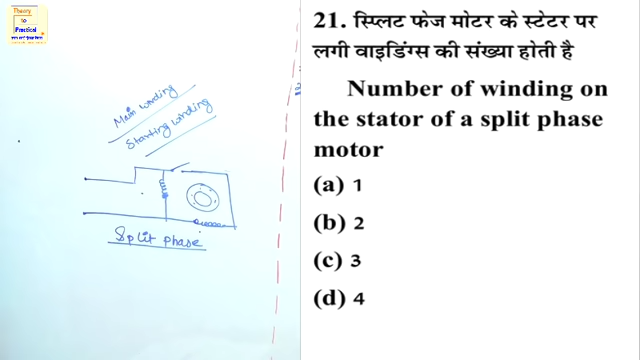 Theory
to
Practical
Main winding
Starting winding
Split phase
21. स्प्लिट फेज मोटर के स्टेटर पर
लगी वाइडिंग्स की संख्या होती है
Number of winding on
the stator of a split phase
motor
(a) 1
(b) 2
(c) 3
(d) 4